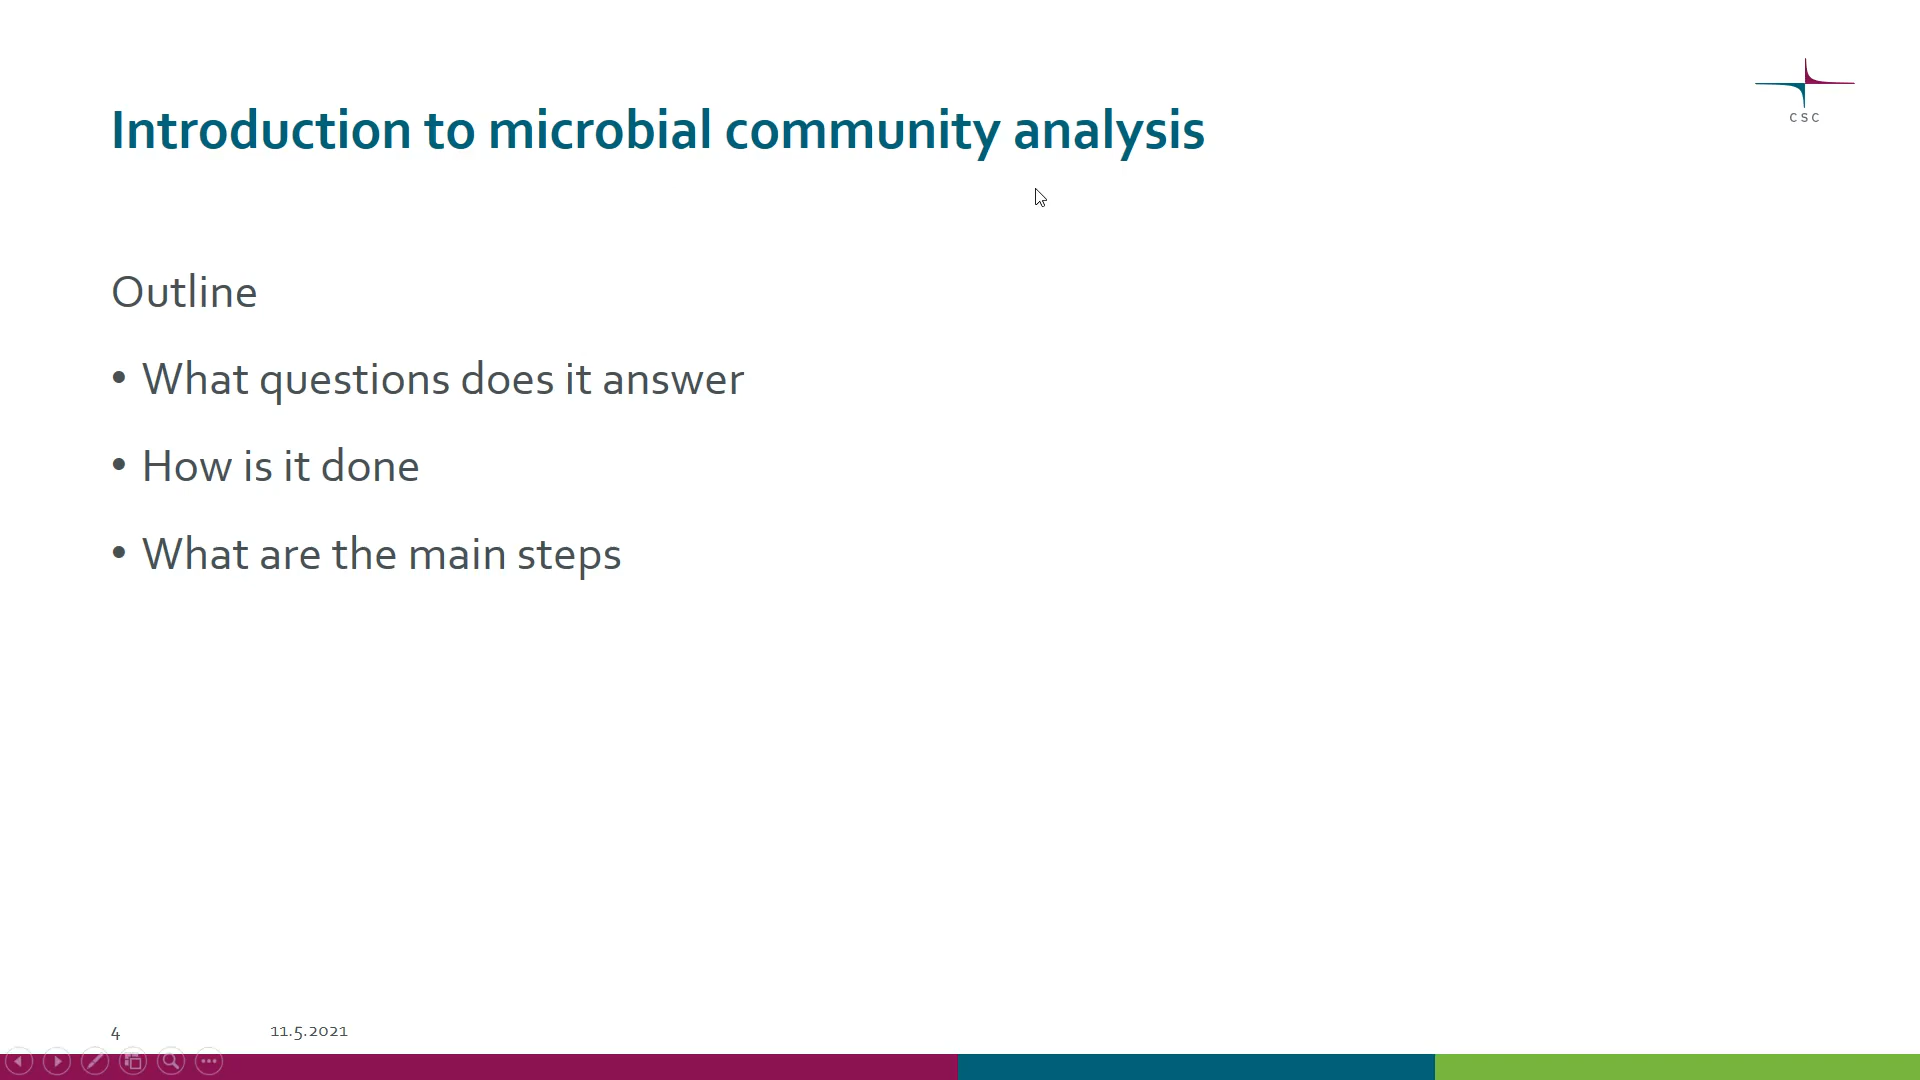 Introduction to microbial community analysis
CSC
Outline
• What questions does it answer
• How is it done
• What are the main steps
4
11.5.2021